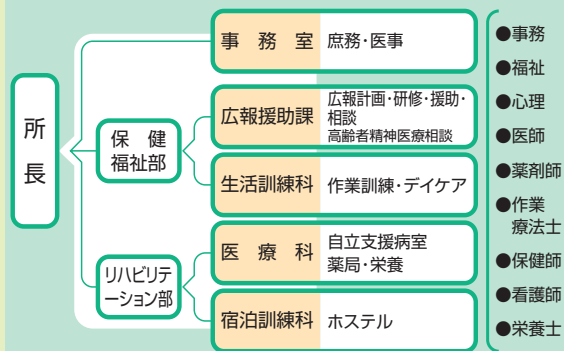 所長
保健
福祉部
リハビリテ
ーション部
事務室
庶務・医事
広報援助課
広報計画・研修・援助・
相談
高齢者精神医療相談
生活訓練科
作業訓練・デイケア
医療科
自立支援病室
薬局・栄養
宿泊訓練科
ホステル
●事務
●福祉
●心理
●医師
●薬剤師
●作業
療法士
●保健師
●看護師
●栄養士